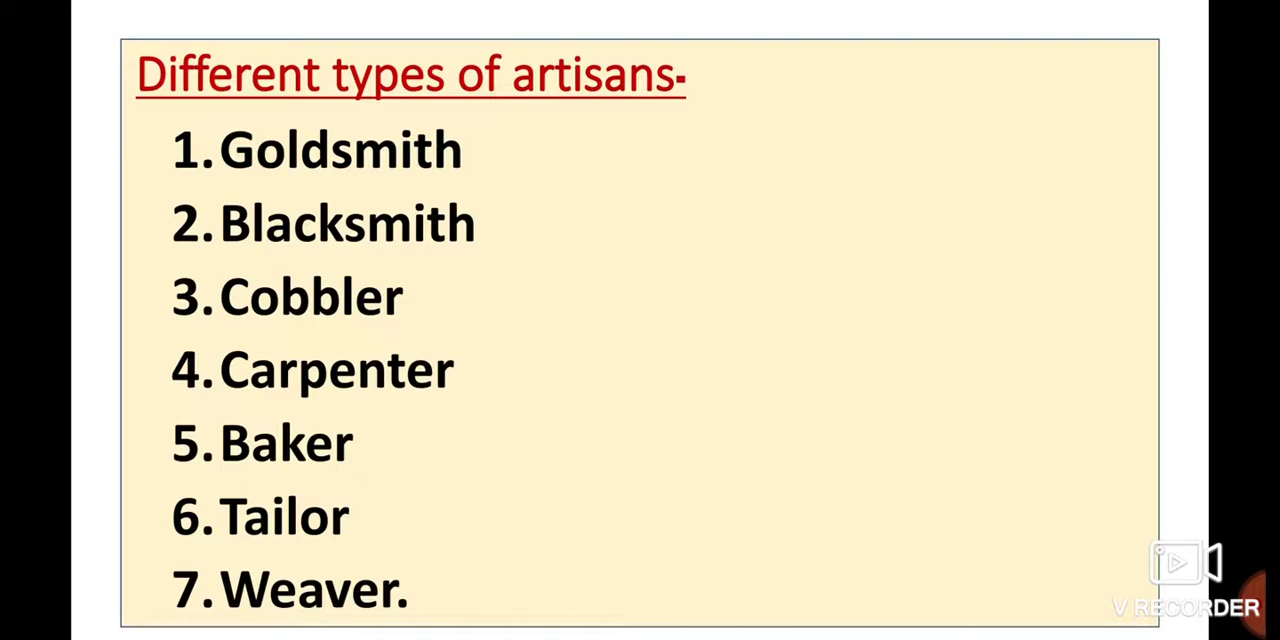 Different types of artisans-
1. Goldsmith
2. Blacksmith
3. Cobbler
4. Carpenter
5. Baker
6. Tailor
7. Weaver.
V RECORDER